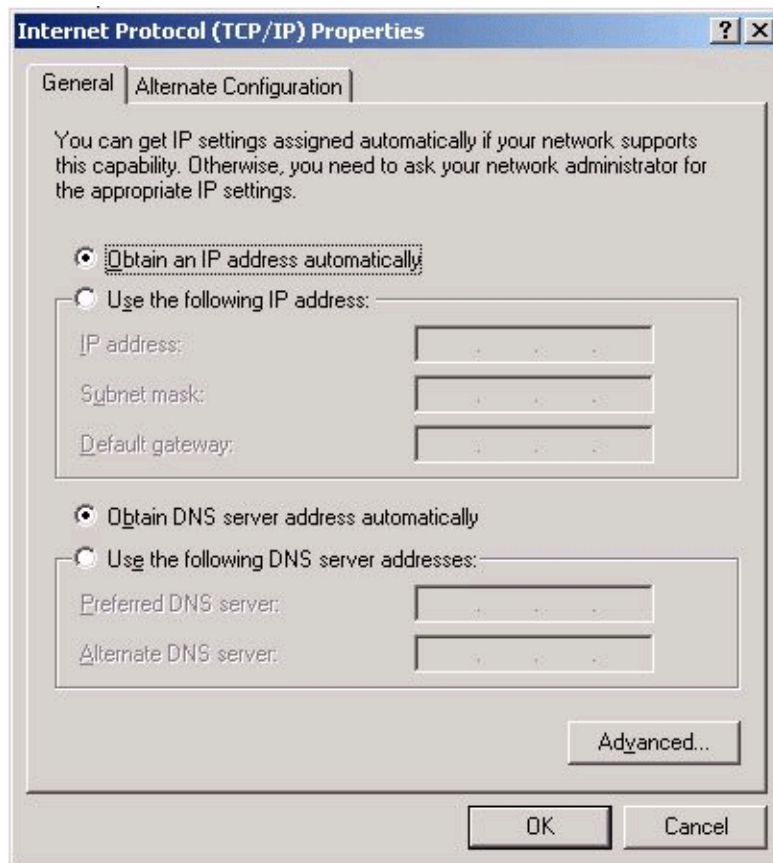 Internet Protocol (TCP/IP) Properties
General
Alternate Configuration
You can get IP settings assigned automatically if your network supports
this capability. Otherwise, you need to ask your network administrator for
the appropriate IP settings.
Obtain an IP address automatically
Use the following IP address:
IP address:
Subnet mask:
Default gateway:
Obtain DNS server address automatically
Use the following DNS server addresses:
Preferred DNS server:
Alternate DNS server:
Advanced...
OK
Cancel